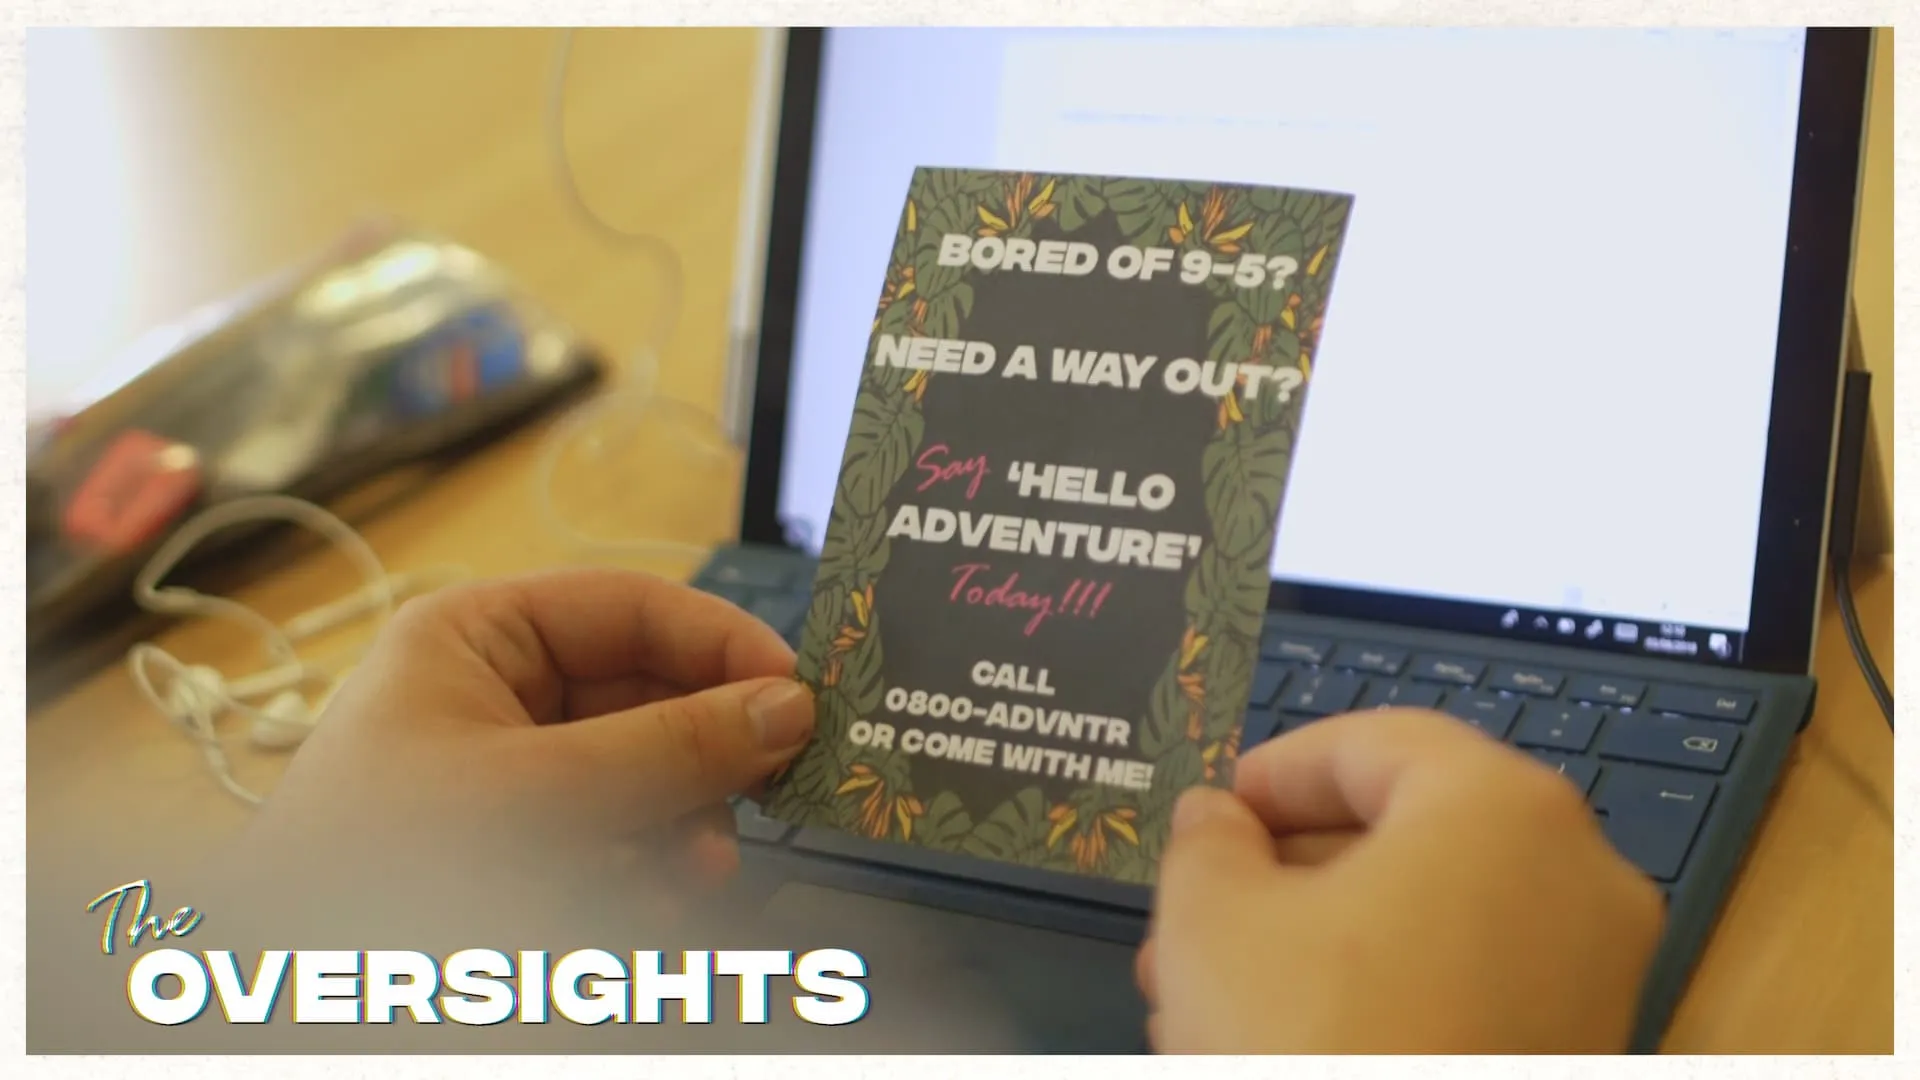 BORED OF 9-5?
NEED A WAY OUT?
Say 'HELLO
ADVENTURE'
Today!!!
CALL
0800-ADVNTR
OR COME WITH ME!
Del
The
OVERSIGHTS